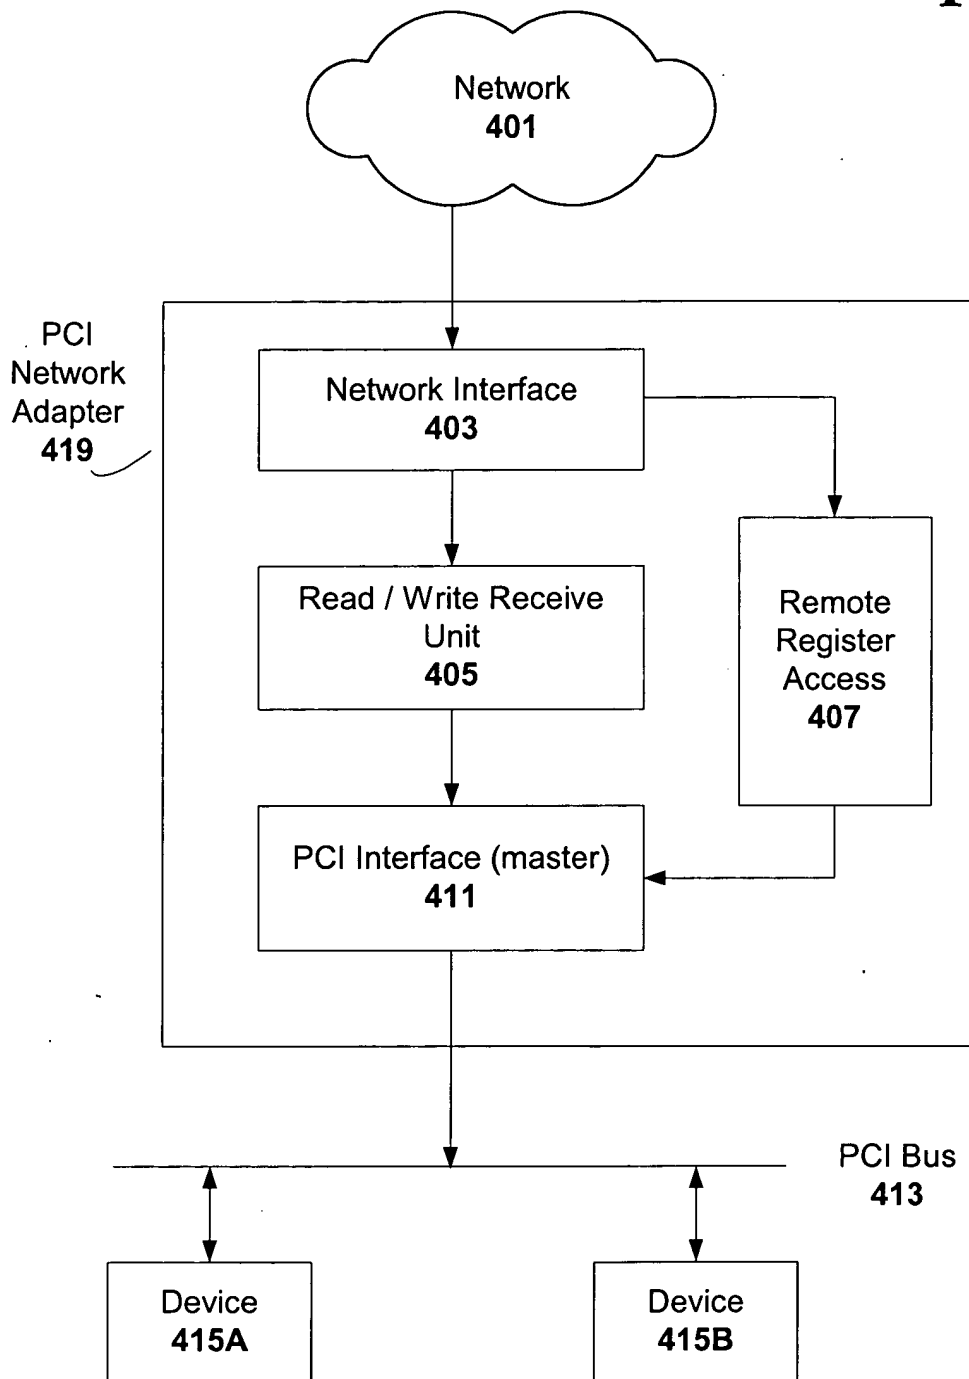 Network
401
PCI
Network
Adapter
419
Network Interface
403
Read / Write Receive
Unit
405
Remote
Register
Access
407
PCI Interface (master)
411
PCI Bus
413
Device
415A
Device
415B